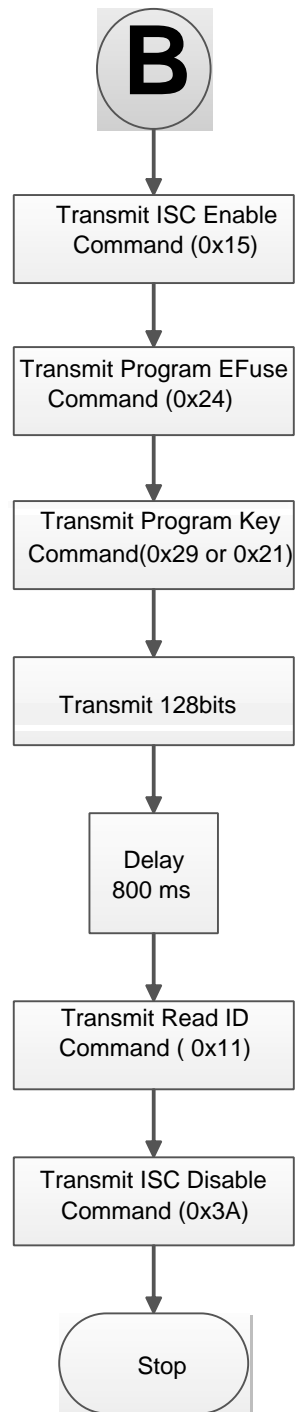 B
Transmit ISC Enable
Command (0x15)
Transmit Program EFuse
Command (0x24)
Transmit Program Key
Command(0x29 or 0x21)
Transmit 128bits
Delay
800 ms
Transmit Read ID
Command ( 0x11)
Transmit ISC Disable
Command (0x3A)
Stop